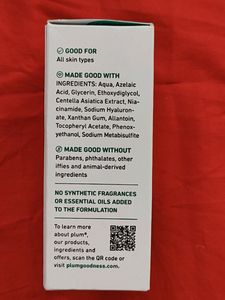 GOOD FOR
All skin types
MADE GOOD WITH
INGREDIENTS: Aqua, Azelaic
Acid, Glycerin, Ethoxydiglycol,
Centella Asiatica Extract, Nia-
cinamide, Sodium Hyaluron-
ate, Xanthan Gum, Allantoin,
Tocopheryl Acetate, Phenox-
yethanol, Sodium Metabisulfite
MADE GOOD WITHOUT
Parabens, phthalates, other
iffies and animal-derived
ingredients
NO SYNTHETIC FRAGRANCES
OR ESSENTIAL OILS ADDED
TO THE FORMULATION
To learn more
about plum®,
our products,
ingredients and
offers, scan the QR code or
visit plumgoodness.com